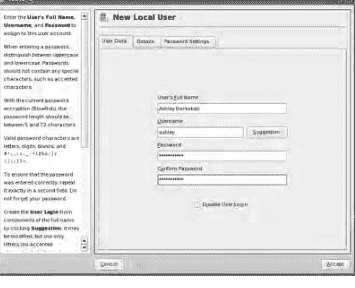 Enter the User's Full Name,
Username, and Password to
assign to this user account.
When entering a password,
distinguish between uppercase
and lowercase. Passwords
should not contain any special
characters, such as accented
characters.
With the current password
encryption (Blowfish), the
password length should be
between 5 and 72 characters.
Valid password characters are
letters, digits, blanks, and
To ensure that the password
was entered correctly, repeat
it exactly in a second field. Do
not forget your password.
Create the User Login from
components of the full name
by clicking Suggestion. It may
be modified, but use only
letters (no accented
New Local User
User Data
Details
Password Settings
User's Full Name
Ashley
Username
ashley
Suggestion
Password
Confirm Password
Disable User Login
Cancel
Accept